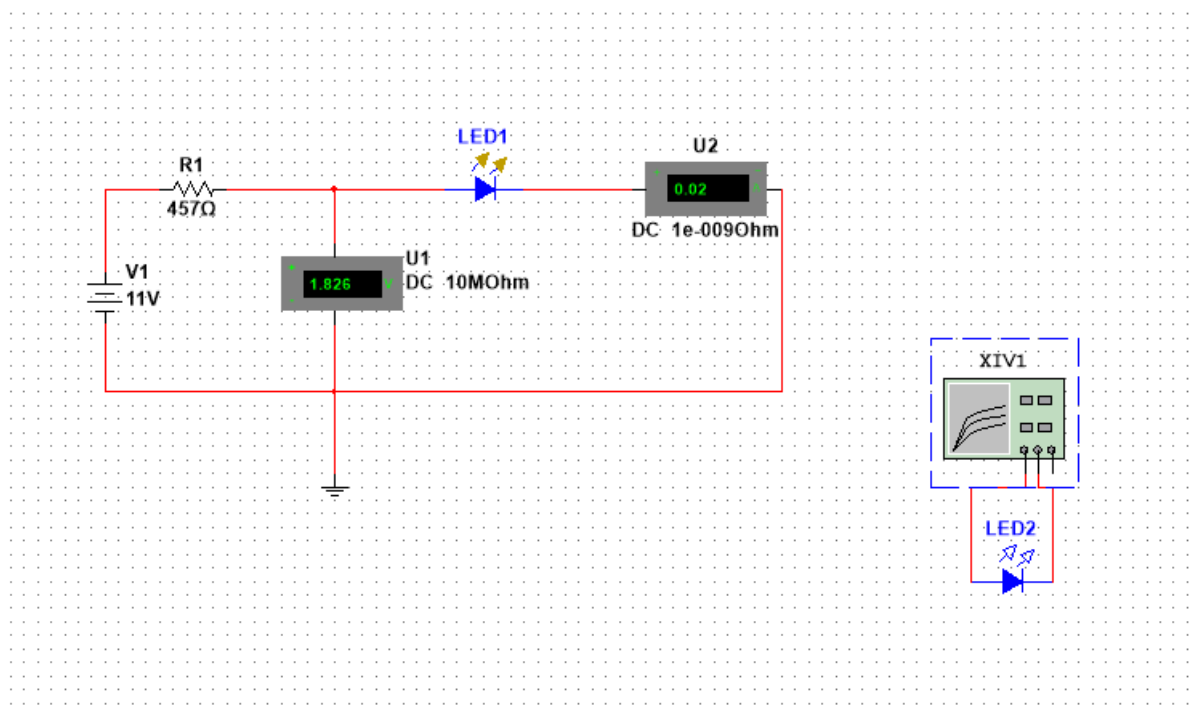 LED1
U2
R1
0.02
457Ω
DC 1e-009Ohm
U1
V1
1.826 V
DC 10MOhm
11V
XIV1
LED2